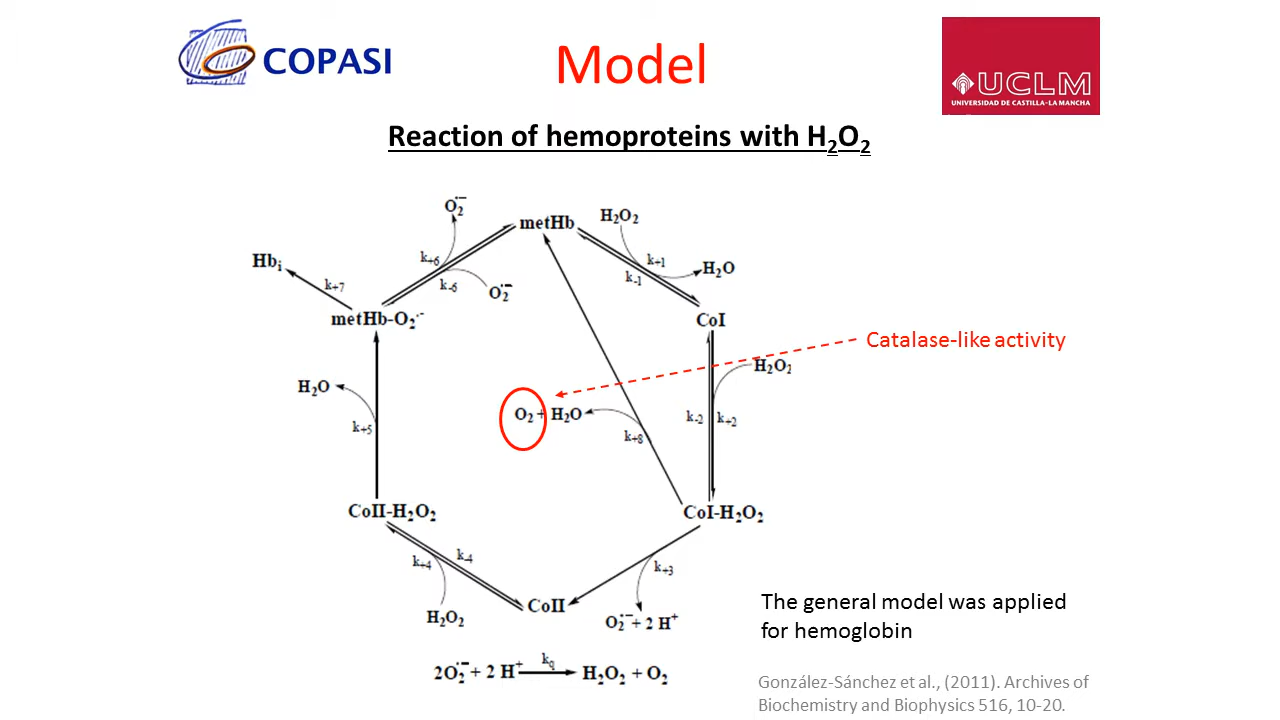 COPASI
Model
UCLM
UNIVERSIDAD DE CASTILLA-LA MANCHA
Reaction of hemoproteins with H₂O₂
O₂˙⁻
metHb
H₂O₂
k+6
k+1
Hbᵢ
k-6
k-1
H₂O
k+7
O₂˙⁻
metHb-O₂˙⁻
CoI
Catalase-like activity
H₂O₂
H₂O
O₂ + H₂O
k-2
k+2
k+5
k+8
CoII-H₂O₂
CoI-H₂O₂
k-4
k+4
k+3
CoII
H₂O₂
O₂˙⁻ + 2 H⁺
The general model was applied
for hemoglobin
2O₂˙⁻ + 2 H⁺ kq H₂O₂ + O₂
González-Sánchez et al., (2011). Archives of
Biochemistry and Biophysics 516, 10-20.